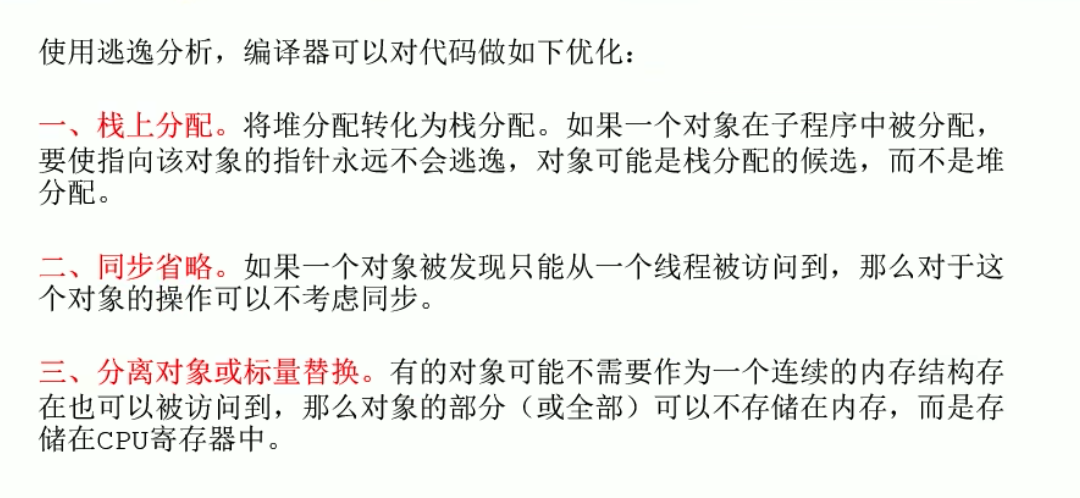 使用逃逸分析，编译器可以对代码做如下优化：
一、栈上分配。将堆分配转化为栈分配。如果一个对象在子程序中被分配，
要使指向该对象的指针永远不会逃逸，对象可能是栈分配的候选，而不是堆
分配。
二、同步省略。如果一个对象被发现只能从一个线程被访问到，那么对于这
个对象的操作可以不考虑同步。
三、分离对象或标量替换。有的对象可能不需要作为一个连续的内存结构存
在也可以被访问到，那么对象的部分（或全部）可以不存储在内存，而是存
储在CPU寄存器中。